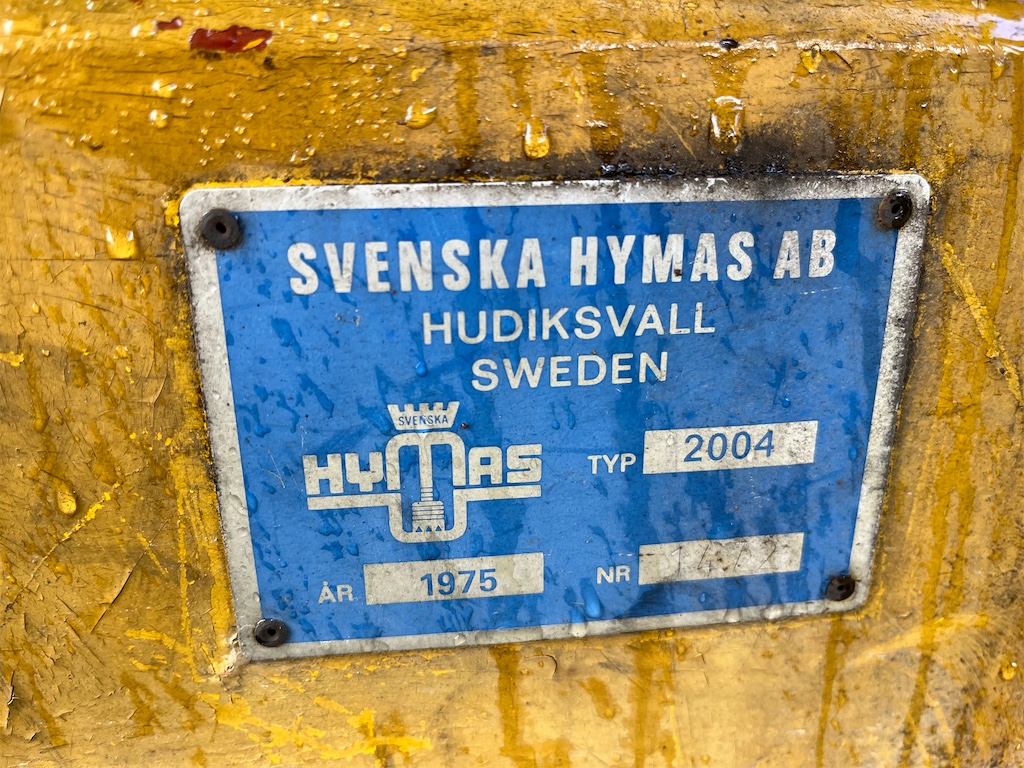 SVENSKA HYMAS AB
HUDIKSVALL
SWEDEN
SVENSKA
HYMAS
TYP 2004
ÅR 1975
NR